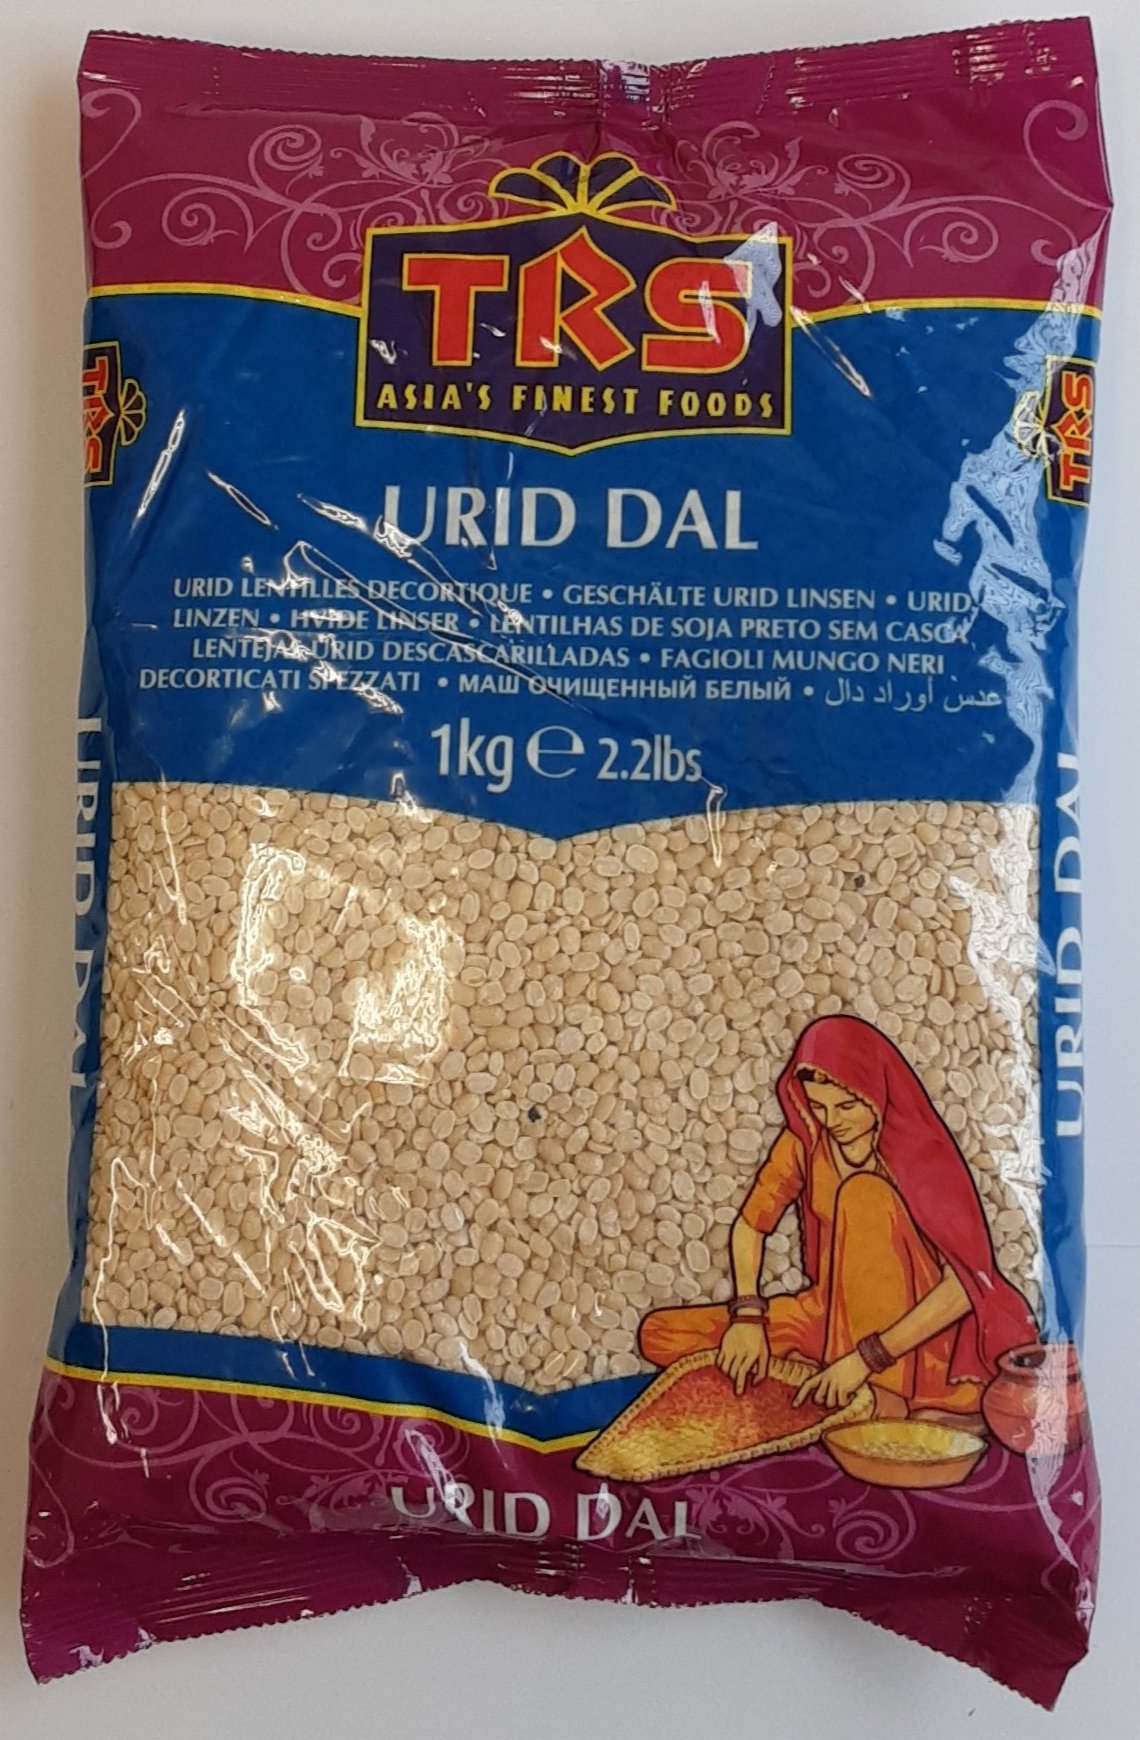 TRS
ASIA'S FINEST FOODS
TRS
TRS
URID DAL
URID LENTILLES DECORTIQUE • GESCHÄLTE URID LINSEN • URID
LINZEN • HVIDE LINSER • LENTILHAS DE SOJA PRETO SEM CASCA
LENTEJAS URID DESCASCARILLADAS • FAGIOLI MUNGO NERI
DECORTICATI SPEZZATI • МАШ ОЧИЩЕННЫЙ БЕЛЫЙ • عدس أوراد دال
1kg e 2.2lbs
URID DAL
URID DAL
URID DAL